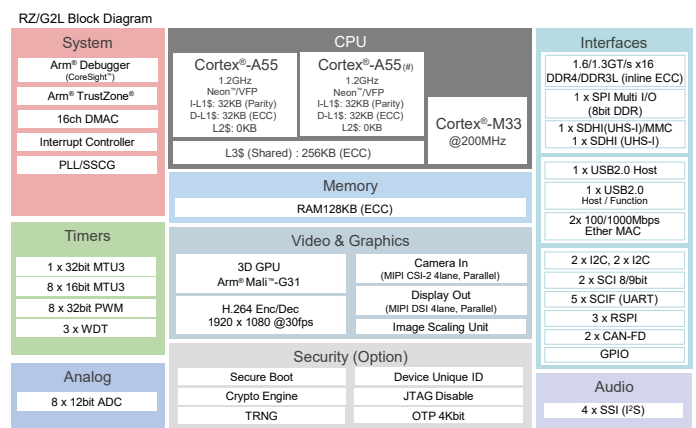 RZ/G2L Block Diagram
System
Arm® Debugger
(CoreSight™)
Arm® TrustZone®
16ch DMAC
Interrupt Controller
PLL/SSCG
Timers
1 x 32bit MTU3
8 x 16bit MTU3
8 x 32bit PWM
3 x WDT
Analog
8 x 12bit ADC
CPU
Cortex®-A55
1.2GHz
Neon™/VFP
I-L1$: 32KB (Parity)
D-L1$: 32KB (ECC)
L2$: 0KB
Cortex®-A55(#)
1.2GHz
Neon™/VFP
I-L1$: 32KB (Parity)
D-L1$: 32KB (ECC)
L2$: 0KB
L3$ (Shared) : 256KB (ECC)
Cortex®-M33
@200MHz
Memory
RAM128KB (ECC)
Video & Graphics
3D GPU
Arm® Mali™-G31
H.264 Enc/Dec
1920 x 1080 @30fps
Camera In
(MIPI CSI-2 4lane, Parallel)
Display Out
(MIPI DSI 4lane, Parallel)
Image Scaling Unit
Security (Option)
Secure Boot
Device Unique ID
Crypto Engine
JTAG Disable
TRNG
OTP 4Kbit
Interfaces
1.6/1.3GT/s x16
DDR4/DDR3L (inline ECC)
1 x SPI Multi I/O
(8bit DDR)
1 x SDHI(UHS-I)/MMC
1 x SDHI (UHS-I)
1 x USB2.0 Host
1 x USB2.0
Host / Function
2x 100/1000Mbps
Ether MAC
2 x I2C, 2 x I2C
2 x SCI 8/9bit
5 x SCIF (UART)
3 x RSPI
2 x CAN-FD
GPIO
Audio
4 x SSI (I²S)